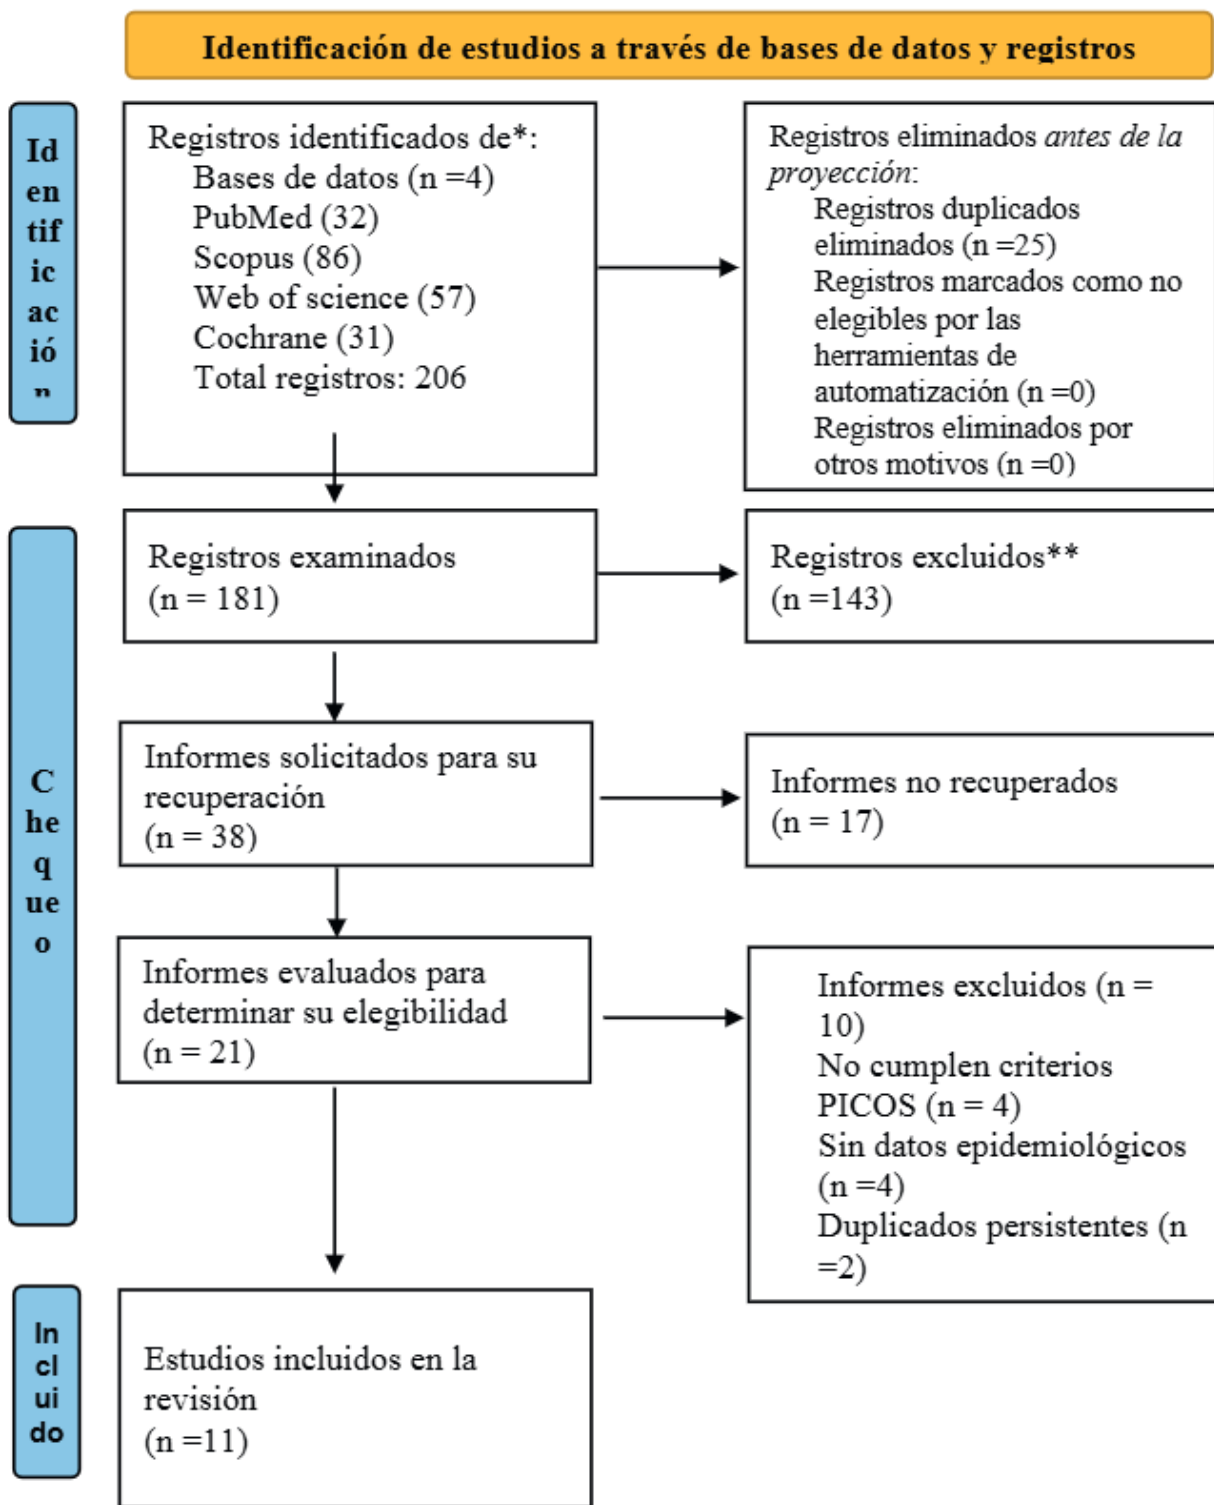 Identificación de estudios a través de bases de datos y registros
Id
en
tif
ic
ac
ió
n
Registros identificados de*:
Bases de datos (n =4)
PubMed (32)
Scopus (86)
Web of science (57)
Cochrane (31)
Total registros: 206
Registros eliminados antes de la
proyección:
Registros duplicados
eliminados (n =25)
Registros marcados como no
elegibles por las
herramientas de
automatización (n =0)
Registros eliminados por
otros motivos (n =0)
C
he
q
ue
o
Registros examinados
(n = 181)
Registros excluidos**
(n =143)
Informes solicitados para su
recuperación
(n = 38)
Informes no recuperados
(n = 17)
Informes evaluados para
determinar su elegibilidad
(n = 21)
Informes excluidos (n =
10)
No cumplen criterios
PICOS (n = 4)
Sin datos epidemiológicos
(n =4)
Duplicados persistentes (n
=2)
In
cl
ui
do
Estudios incluidos en la
revisión
(n =11)